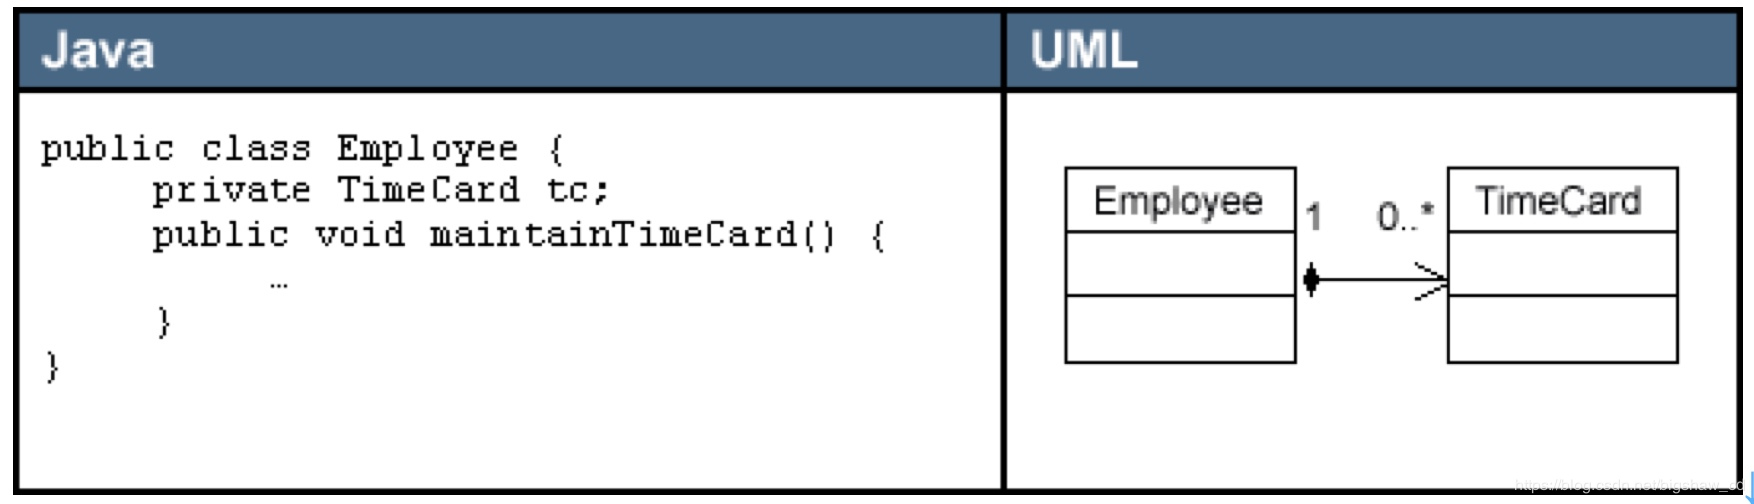 Java
UML
public class Employee {
private TimeCard tc;
public void maintainTimeCard() {
…
}
}
Employee
1
0..*
TimeCard